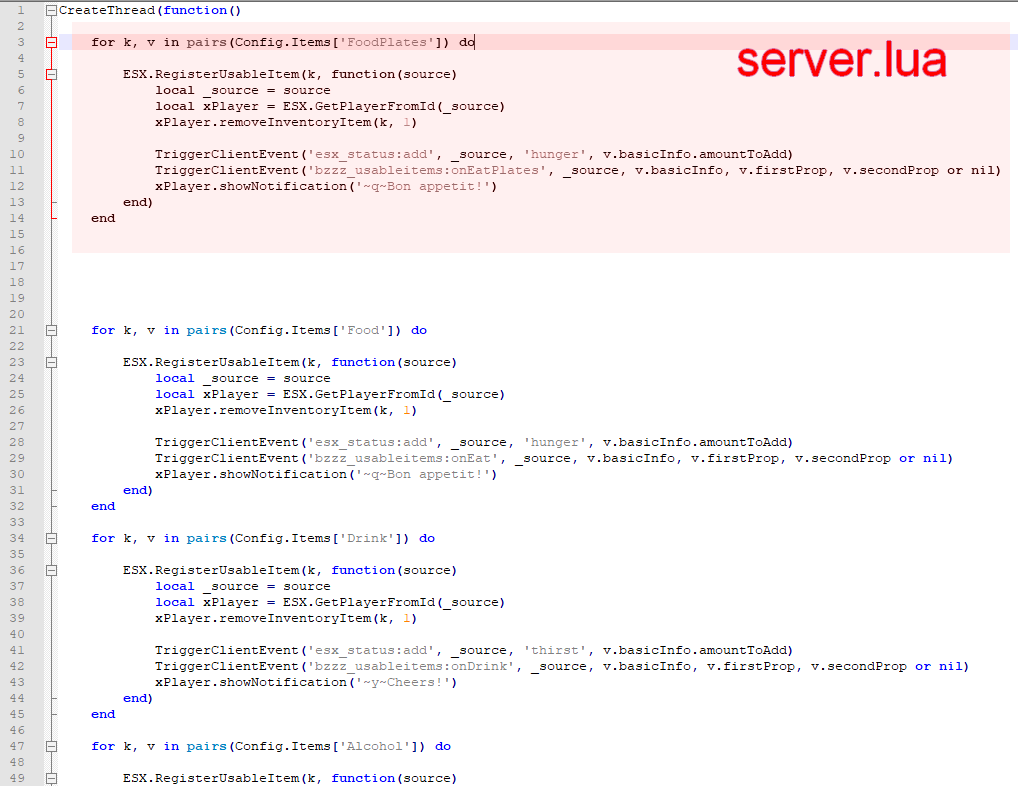 1 CreateThread(function()
2
3 for k, v in pairs(Config.Items['FoodPlates']) do
server.lua
4
5 ESX.RegisterUsableItem(k, function(source)
6 local _source = source
7 local xPlayer = ESX.GetPlayerFromId(_source)
8 xPlayer.removeInventoryItem(k, 1)
9
10 TriggerClientEvent('esx_status:add', _source, 'hunger', v.basicInfo.amountToAdd)
11 TriggerClientEvent('bzzz_usableitems:onEatPlates', _source, v.basicInfo, v.firstProp, v.secondProp or nil)
12 xPlayer.showNotification('~q~Bon appetit!')
13 end)
14 end
15
16
17
18
19
20
21 for k, v in pairs(Config.Items['Food']) do
22
23 ESX.RegisterUsableItem(k, function(source)
24 local _source = source
25 local xPlayer = ESX.GetPlayerFromId(_source)
26 xPlayer.removeInventoryItem(k, 1)
27
28 TriggerClientEvent('esx_status:add', _source, 'hunger', v.basicInfo.amountToAdd)
29 TriggerClientEvent('bzzz_usableitems:onEat', _source, v.basicInfo, v.firstProp, v.secondProp or nil)
30 xPlayer.showNotification('~q~Bon appetit!')
31 end)
32 end
33
34 for k, v in pairs(Config.Items['Drink']) do
35
36 ESX.RegisterUsableItem(k, function(source)
37 local _source = source
38 local xPlayer = ESX.GetPlayerFromId(_source)
39 xPlayer.removeInventoryItem(k, 1)
40
41 TriggerClientEvent('esx_status:add', _source, 'thirst', v.basicInfo.amountToAdd)
42 TriggerClientEvent('bzzz_usableitems:onDrink', _source, v.basicInfo, v.firstProp, v.secondProp or nil)
43 xPlayer.showNotification('~y~Cheers!')
44 end)
45 end
46
47 for k, v in pairs(Config.Items['Alcohol']) do
48
49 ESX.RegisterUsableItem(k, function(source)